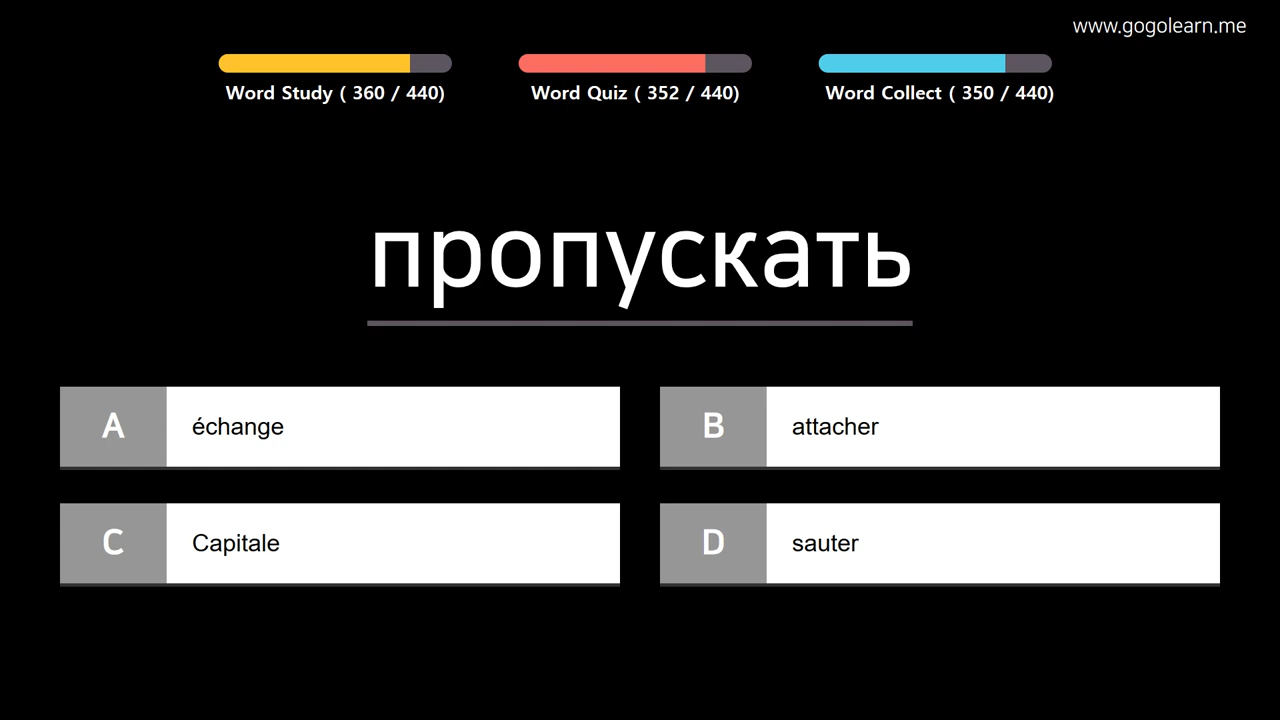 www.gogolearn.me
Word Study ( 360 / 440)
Word Quiz ( 352 / 440)
Word Collect ( 350 / 440)
пропускать
A
échange
B
attacher
C
Capitale
D
sauter